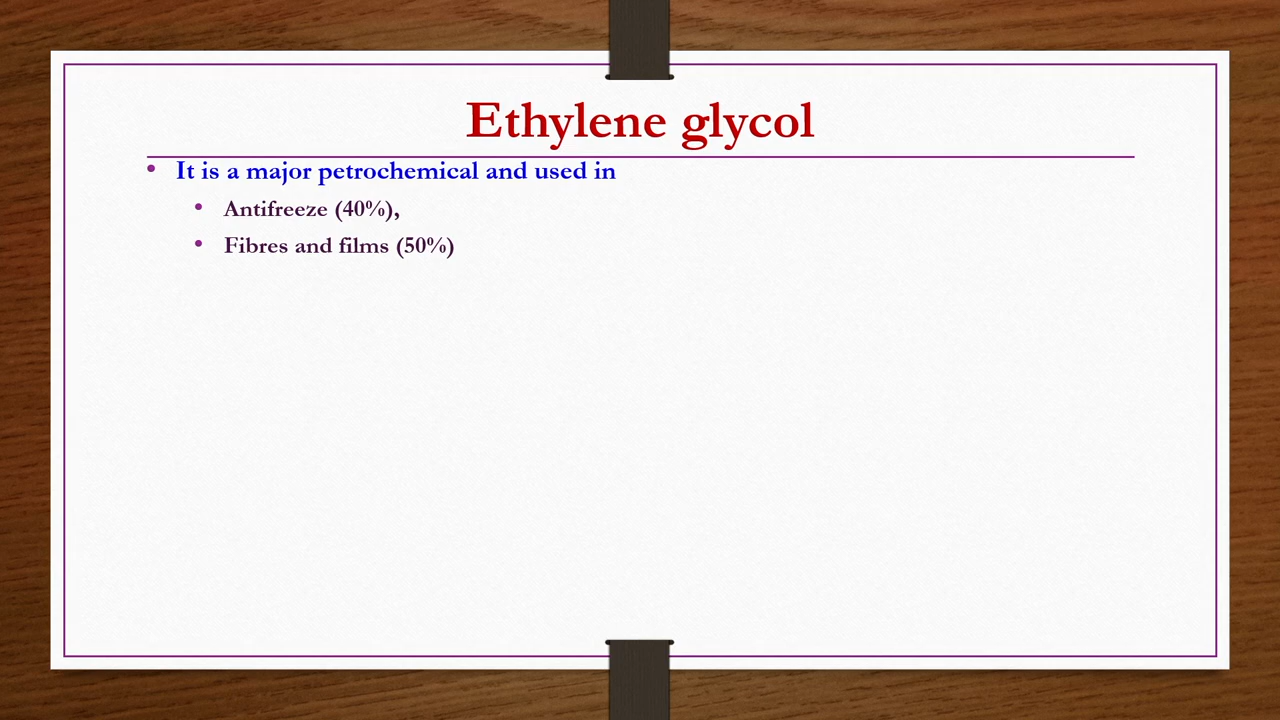 Ethylene glycol
• It is a major petrochemical and used in
• Antifreeze (40%),
• Fibres and films (50%)